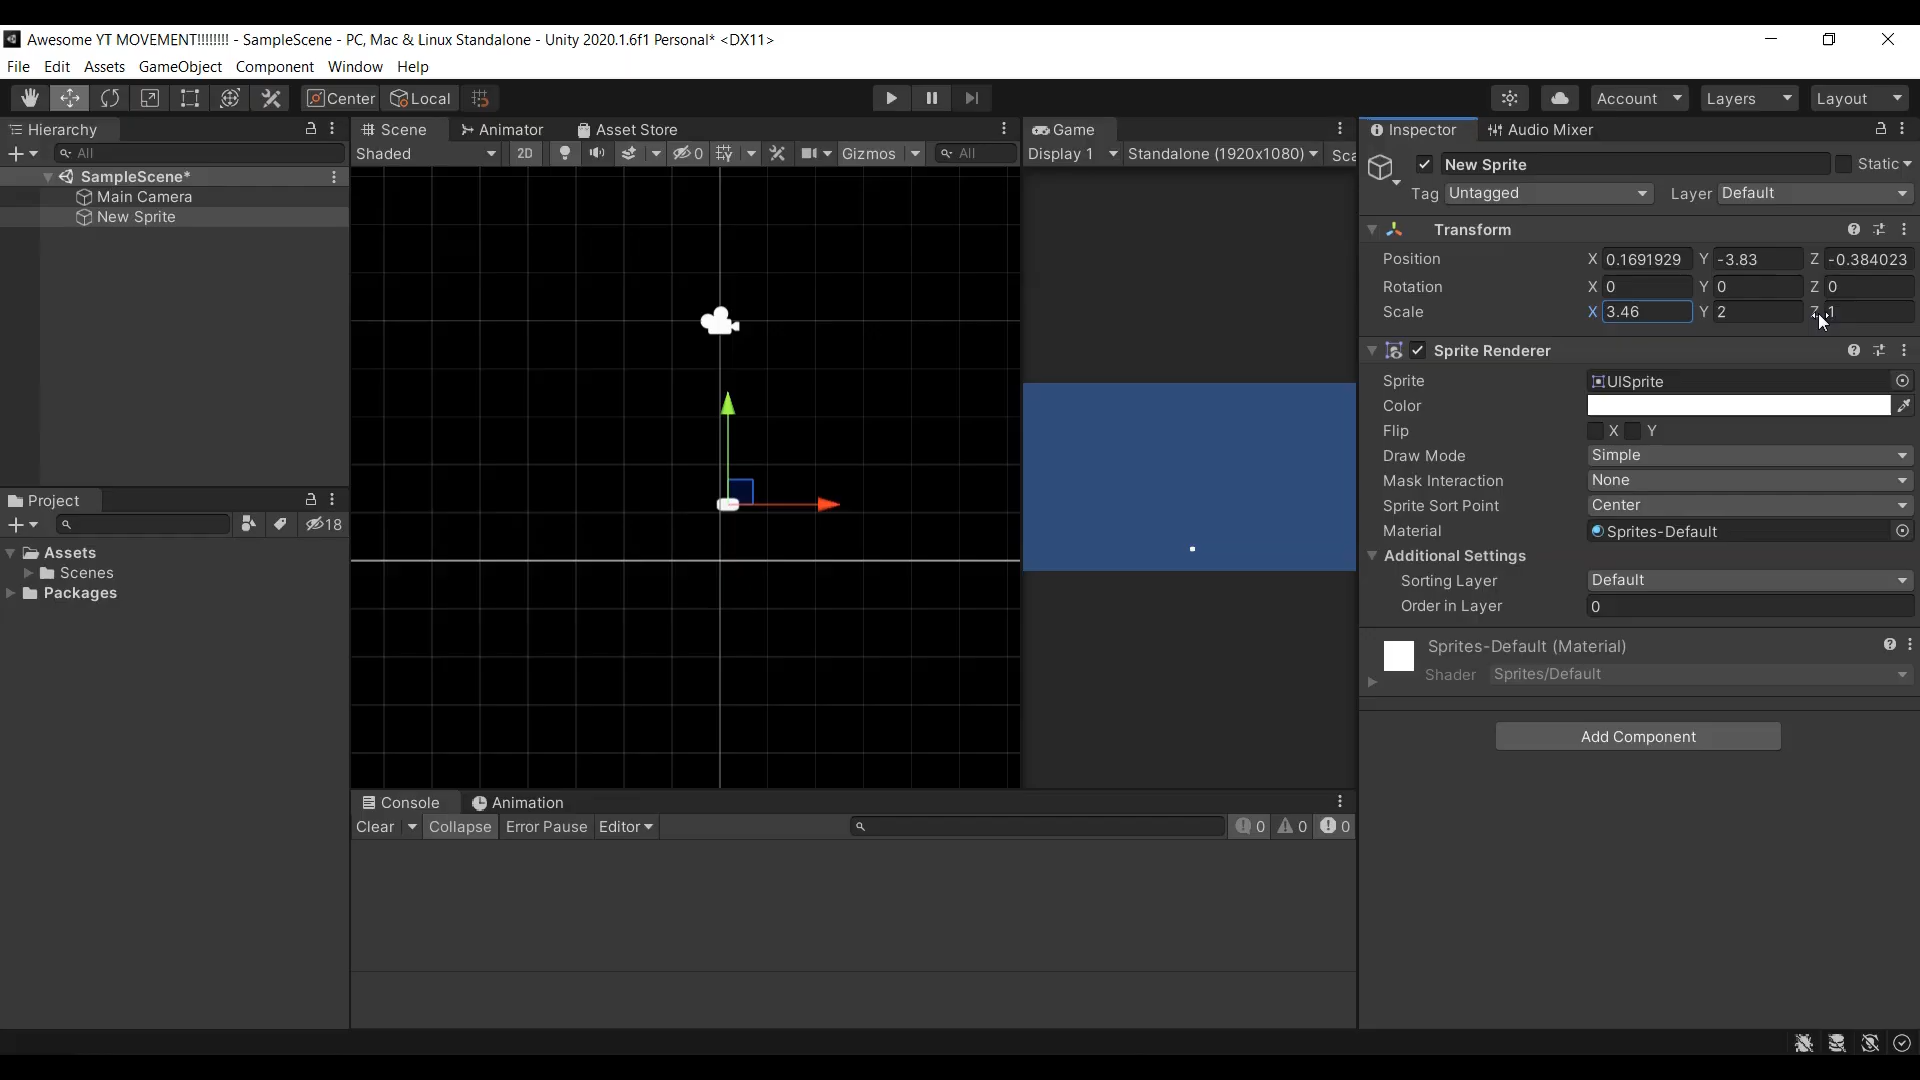 Awesome YT MOVEMENT!!!!!!!! - SampleScene - PC, Mac & Linux Standalone - Unity 2020.1.6f1 Personal* <DX11>
File Edit Assets GameObject Component Window Help
Center Local Account Layers Layout
Hierarchy
All
SampleScene*
Main Camera
New Sprite
Project
18
Assets
Scenes
Packages
Scene Animator Asset Store
Shaded 2D 0 Gizmos All
Game
Display 1 Standalone (1920x1080) Sca
Console Animation
Clear Collapse Error Pause Editor 0 0 0
Inspector Audio Mixer
New Sprite Static
Tag Untagged Layer Default
Transform
Position X 0.1691929 Y -3.83 Z -0.384023
Rotation X 0 Y 0 Z 0
Scale X 3.46 Y 2 Z 1
Sprite Renderer
Sprite UISprite
Color
Flip X Y
Draw Mode Simple
Mask Interaction None
Sprite Sort Point Center
Material Sprites-Default
Additional Settings
Sorting Layer Default
Order in Layer 0
Sprites-Default (Material)
Shader Sprites/Default
Add Component